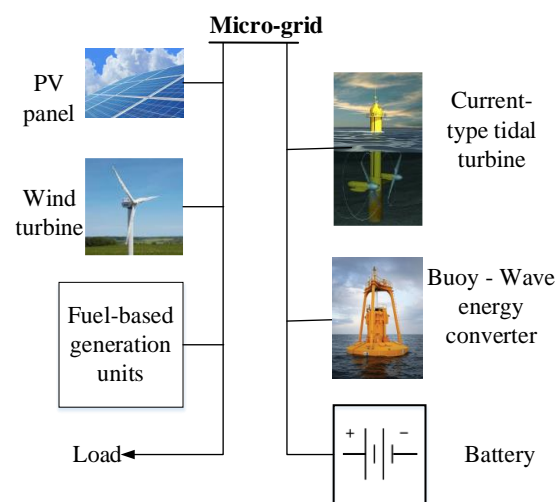 Micro-grid
PV
panel
Wind
turbine
Fuel-based
generation
units
Load
Current-
type tidal
turbine
Buoy - Wave
energy
converter
+ −
Battery